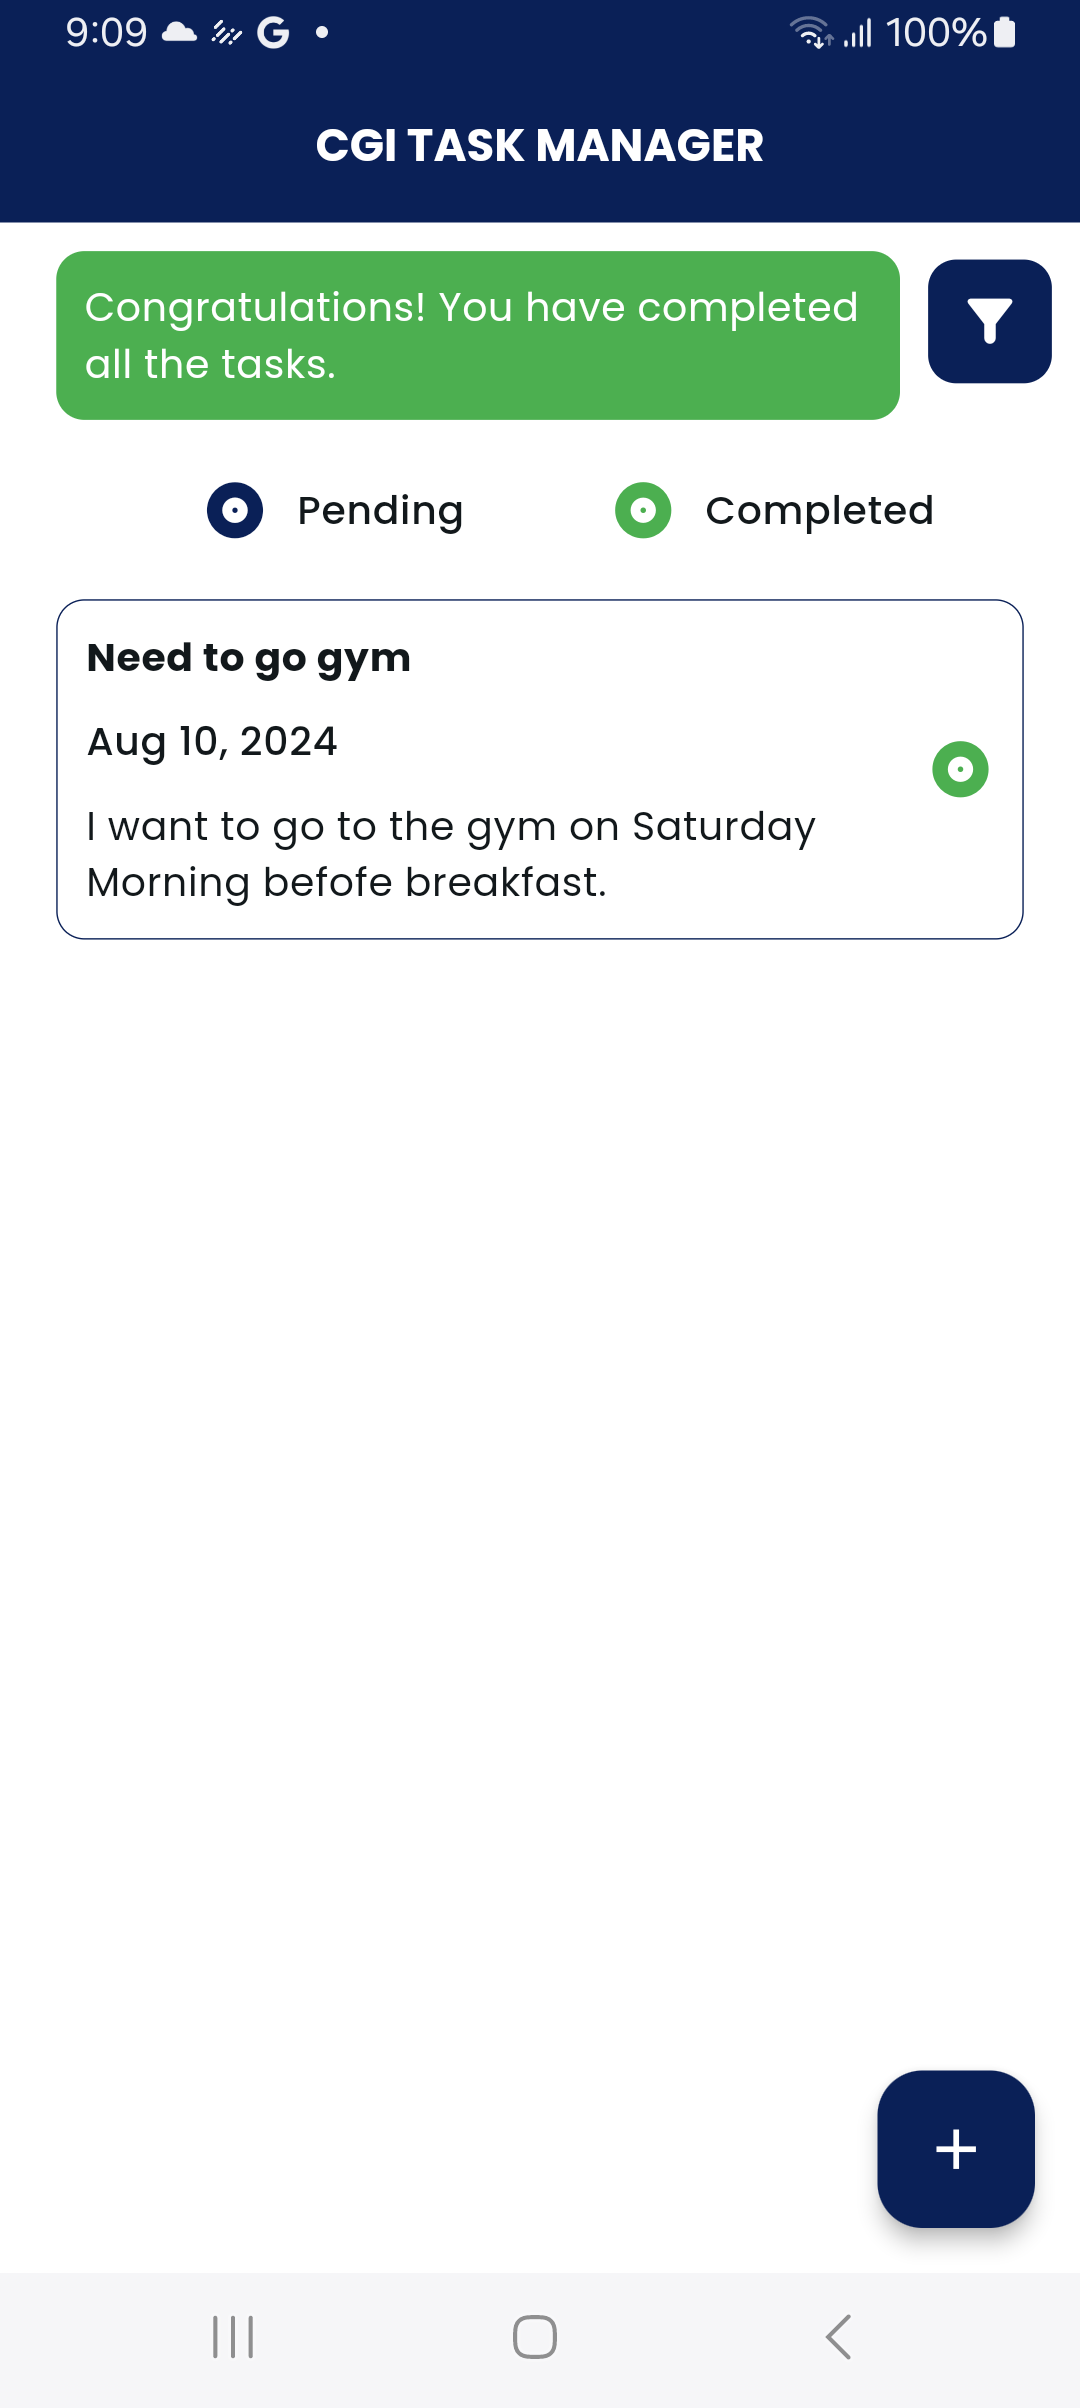 9:09
100%
CGI TASK MANAGER
Congratulations! You have completed
all the tasks.
Pending
Completed
Need to go gym
Aug 10, 2024
I want to go to the gym on Saturday
Morning befofe breakfast.